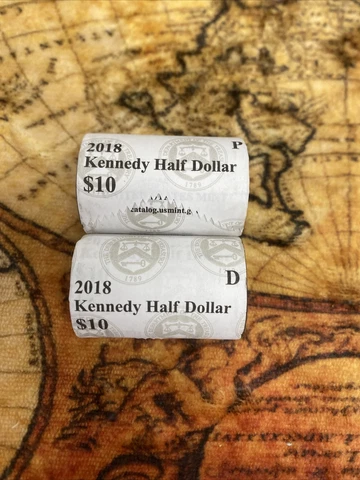 2018 P
Kennedy Half Dollar
$10
catalog.usmint.g
2018 D
Kennedy Half Dollar
$10